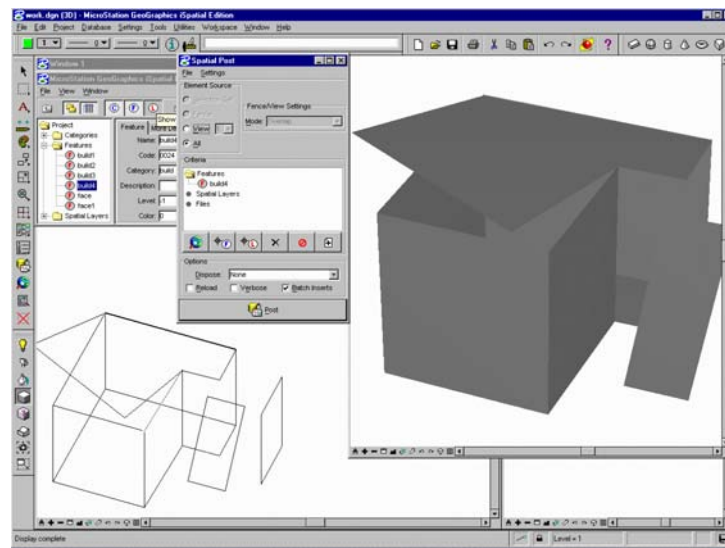 work.dgn (3D) - MicroStation GeoGraphics iSpatial Edition
File Edit Project Database Settings Tools Utilities Workspace Window Help
Window 1
MicroStation GeoGraphics iSpatial
File View Window
Show
Project
Categories
Features
build1
build2
build3
build4
face
face1
Spatial Layers
Feature
Name: build4
Code: 0024
Category: build
Description:
Level: -1
Color: 0
Spatial Post
File Settings
Element Source
View
All
Fence/View Settings
Mode: Overlap
Criteria
Features
build4
Spatial Layers
Files
Options
Dispose: None
Reload Verbose Batch Inserts
Post
Display complete
Level = 1